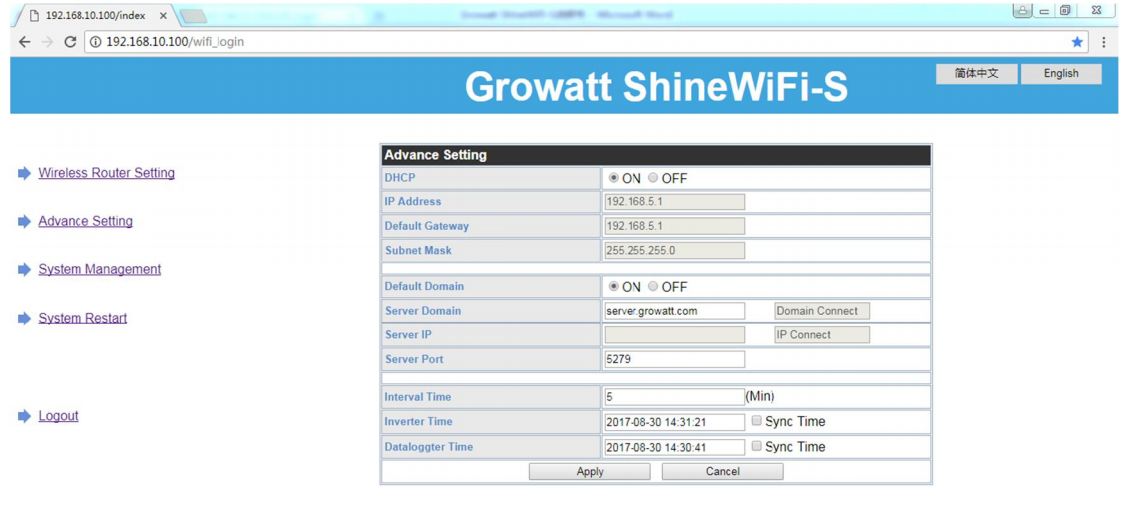 192.168.10.100/index
Growatt ShineWiFi-S Microsoft Word
192.168.10.100/wifi_login
Growatt ShineWiFi-S
简体中文
English
Wireless Router Setting
Advance Setting
System Management
System Restart
Logout
Advance Setting
DHCP ON OFF
IP Address 192.168.5.1
Default Gateway 192.168.5.1
Subnet Mask 255.255.255.0
Default Domain ON OFF
Server Domain server.growatt.com Domain Connect
Server IP IP Connect
Server Port 5279
Interval Time 5 (Min)
Inverter Time 2017-08-30 14:31:21 Sync Time
Dataloggter Time 2017-08-30 14:30:41 Sync Time
Apply Cancel